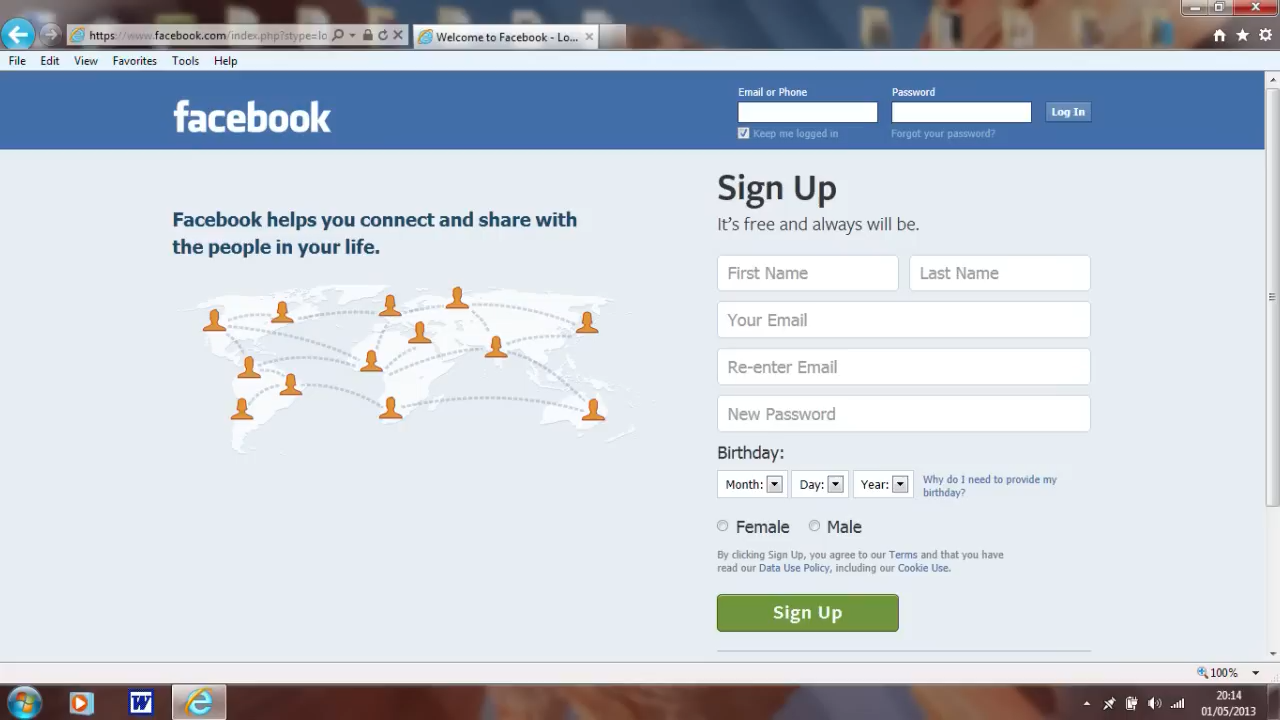 https://www.facebook.com/index.php?stype=lo
Welcome to Facebook - Lo...
File Edit View Favorites Tools Help
facebook
Email or Phone Password
Log In
Keep me logged in Forgot your password?
Facebook helps you connect and share with
the people in your life.
Sign Up
It's free and always will be.
First Name Last Name
Your Email
Re-enter Email
New Password
Birthday:
Month: Day: Year:
Why do I need to provide my
birthday?
Female Male
By clicking Sign Up, you agree to our Terms and that you have
read our Data Use Policy, including our Cookie Use.
Sign Up
100%
W
20:14
01/05/2013